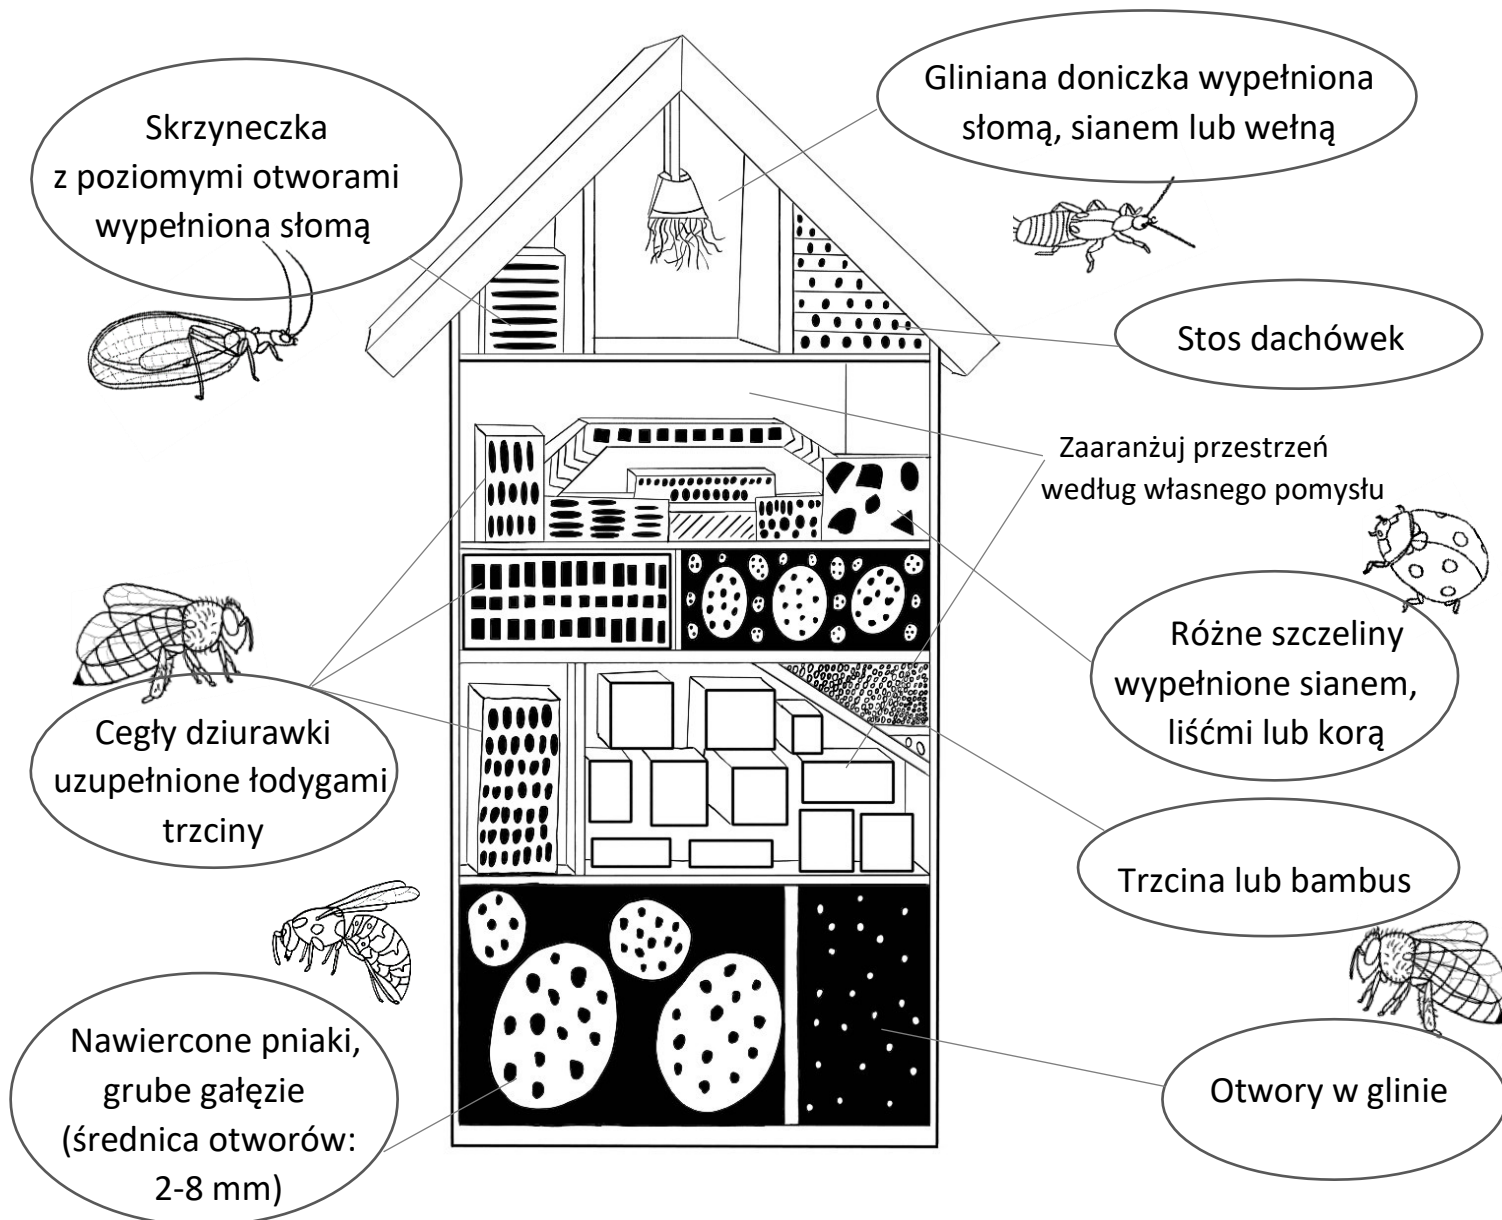 Skrzyneczka
z poziomymi otworami
wypełniona słomą
Gliniana doniczka wypełniona
słomą, sianem lub wełną
Stos dachówek
Zaaranżuj przestrzeń
według własnego pomysłu
Różne szczeliny
wypełnione sianem,
liśćmi lub korą
Cegły dziurawki
uzupełnione łodygami
trzciny
Trzcina lub bambus
Nawiercone pniaki,
grube gałęzie
(średnica otworów:
2-8 mm)
Otwory w glinie